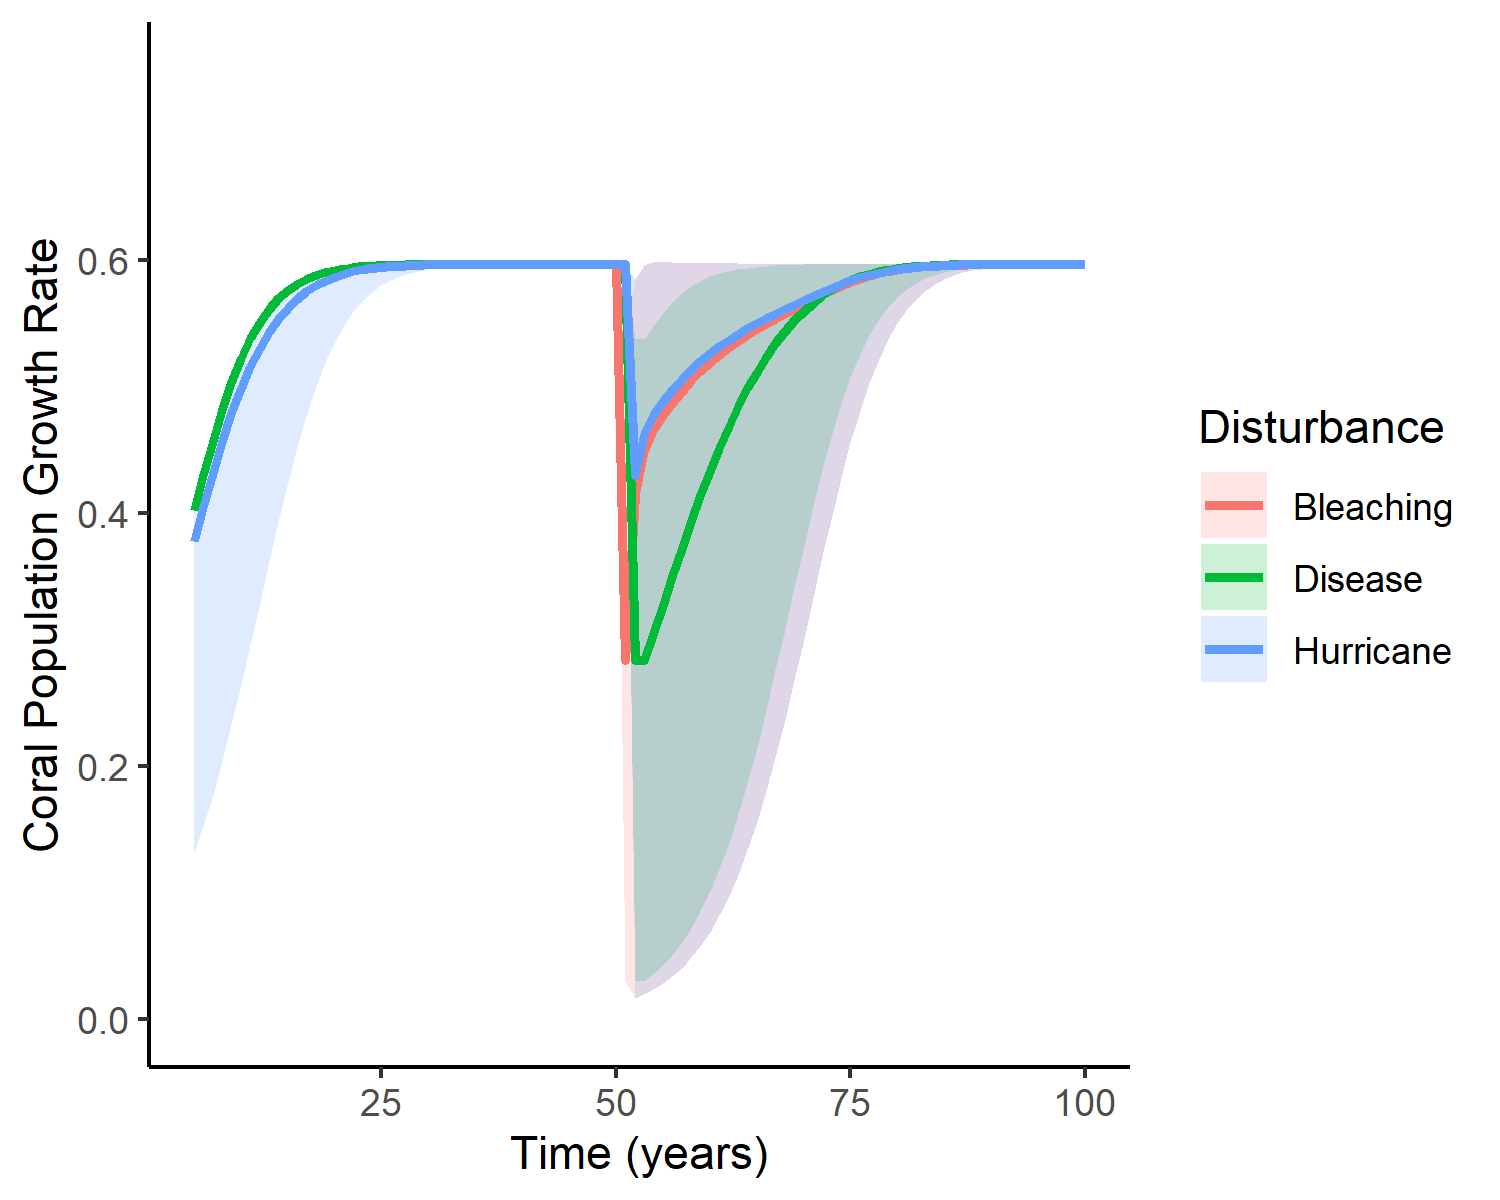 Coral Population Growth Rate
0.6
0.4
0.2
0.0
25 50 75 100
Time (years)
Disturbance
Bleaching
Disease
Hurricane